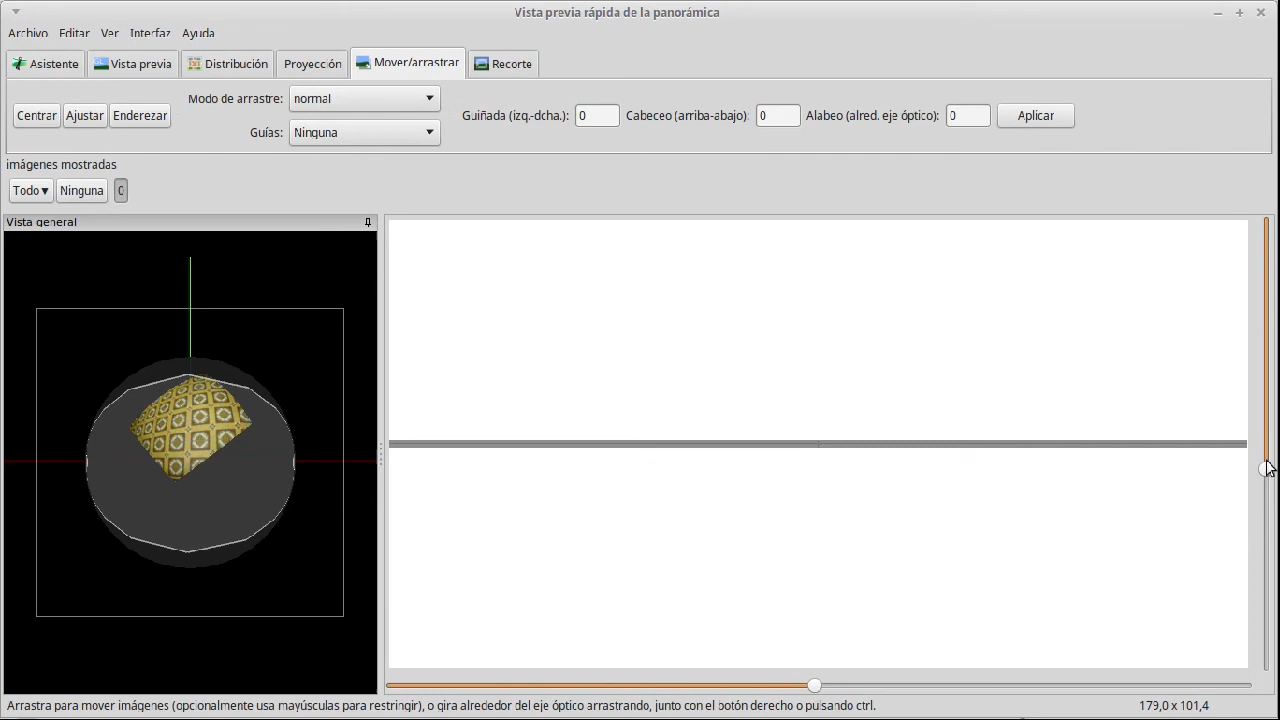 Vista previa rápida de la panorámica
Archivo Editar Ver Interfaz Ayuda
Asistente Vista previa Distribución Proyección Mover/arrastrar Recorte
Modo de arrastre: normal
Centrar Ajustar Enderezar Guiñada (izq.-dcha.): 0 Cabeceo (arriba-abajo): 0 Alabeo (alred. eje óptico): 0 Aplicar
Guías: Ninguna
imágenes mostradas
Todo Ninguna 0
Vista general
Arrastra para mover imágenes (opcionalmente usa mayúsculas para restringir), o gira alrededor del eje óptico arrastrando, junto con el botón derecho o pulsando ctrl. 179,0 x 101,4